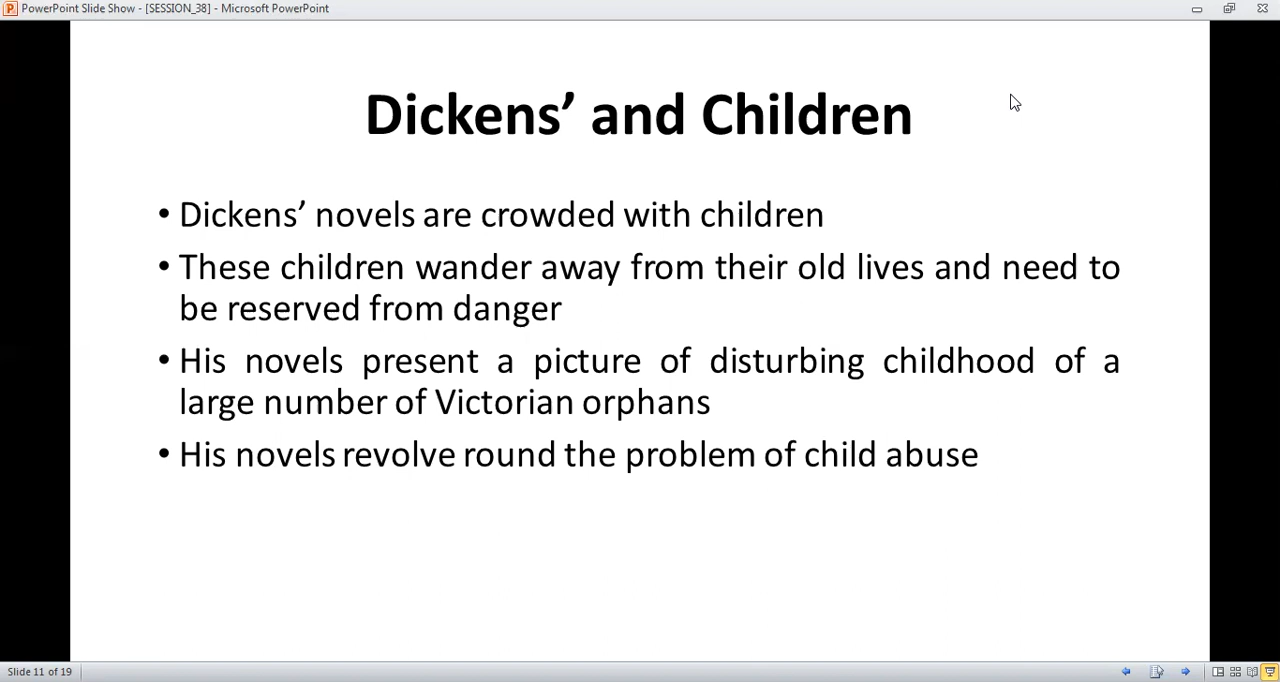 PowerPoint Slide Show - [SESSION_38] - Microsoft PowerPoint
Dickens’ and Children
• Dickens’ novels are crowded with children
• These children wander away from their old lives and need to
be reserved from danger
• His novels present a picture of disturbing childhood of a
large number of Victorian orphans
• His novels revolve round the problem of child abuse
Slide 11 of 19